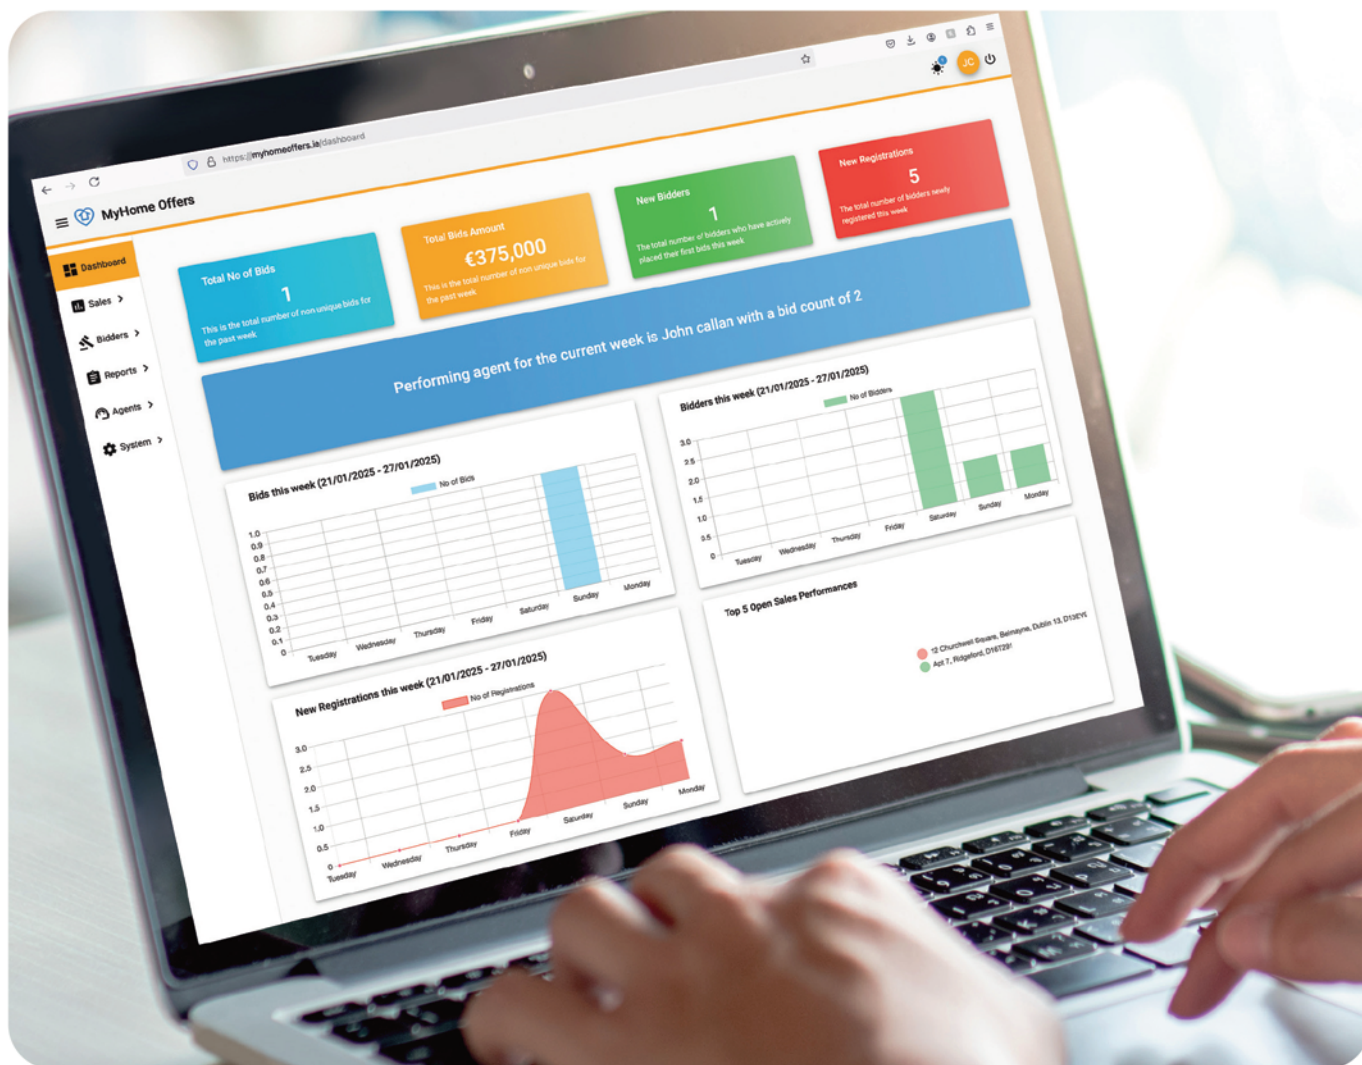 https://myhomeoffers.ie/dashboard
JC
MyHome Offers
Dashboard
Sales
Bidders
Reports
Agents
System
Total No of Bids
1
This is the total number of non unique bids for
the past week
Total Bids Amount
€375,000
This is the total number of non unique bids for
the past week
New Bidders
1
The total number of bidders who have actively
placed their first bids this week
New Registrations
5
The total number of bidders newly
registered this week
Performing agent for the current week is John callan with a bid count of 2
Bids this week (21/01/2025 - 27/01/2025)
No of Bids
1.0
0.9
0.8
0.7
0.6
0.5
0.4
0.3
0.2
0.1
0
Tuesday Wednesday Thursday Friday Saturday Sunday Monday
Bidders this week (21/01/2025 - 27/01/2025)
No of Bidders
3.0
2.5
2.0
1.5
1.0
0.5
0
Tuesday Wednesday Thursday Friday Saturday Sunday Monday
New Registrations this week (21/01/2025 - 27/01/2025)
No of Registrations
3.0
2.5
2.0
1.5
1.0
0.5
0
Tuesday Wednesday Thursday Friday Saturday Sunday Monday
Top 5 Open Sales Performances
12 Churchwell Square, Belmayne, Dublin 13,
Apt 7, Ridgeford,